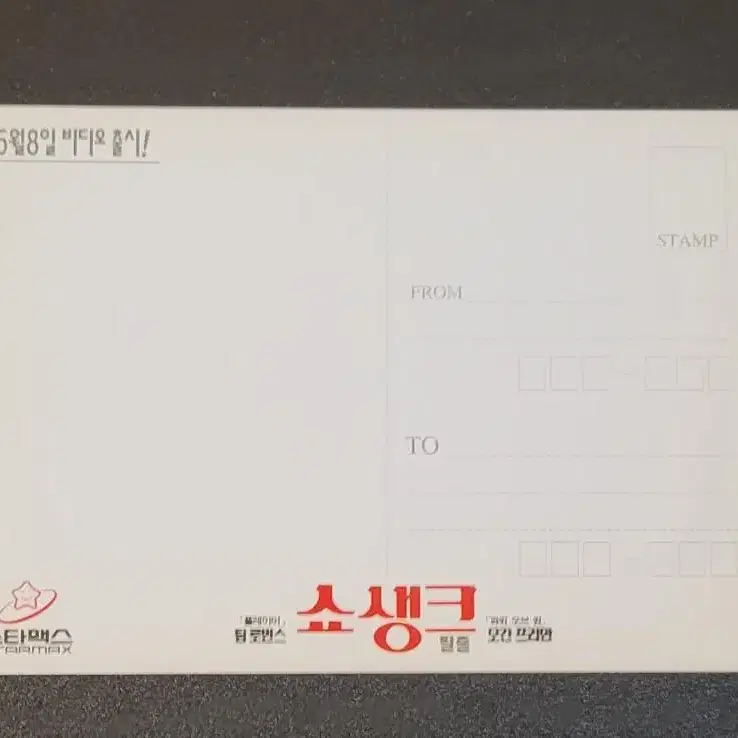 5월8일 비디오 출시!
STAMP
FROM
TO
「플레이어」
팀 로빈스
쇼생크
탈출
「파워 오브 원」
모건 프리먼
스타맥스
STARMAX